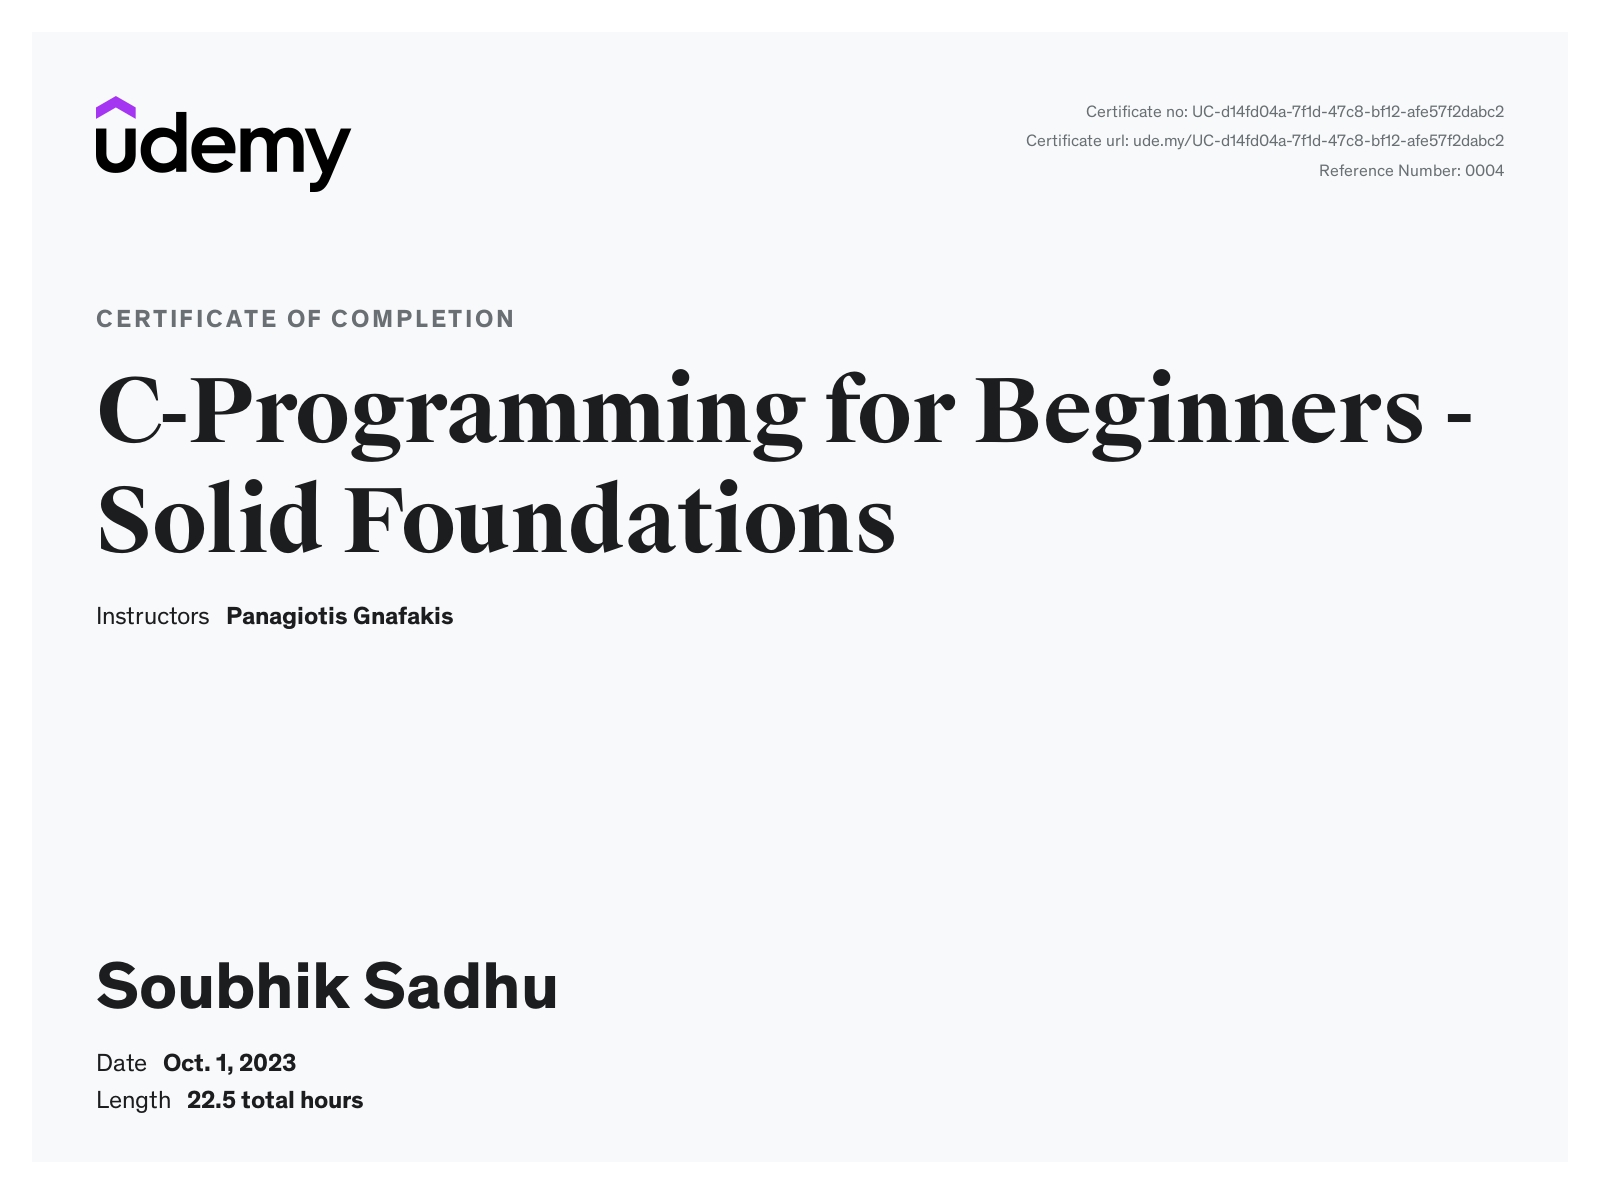 udemy
Certificate no: UC-d14fd04a-7f1d-47c8-bf12-afe57f2dabc2
Certificate url: ude.my/UC-d14fd04a-7f1d-47c8-bf12-afe57f2dabc2
Reference Number: 0004
CERTIFICATE OF COMPLETION
C-Programming for Beginners -
Solid Foundations
Instructors Panagiotis Gnafakis
Soubhik Sadhu
Date Oct. 1, 2023
Length 22.5 total hours